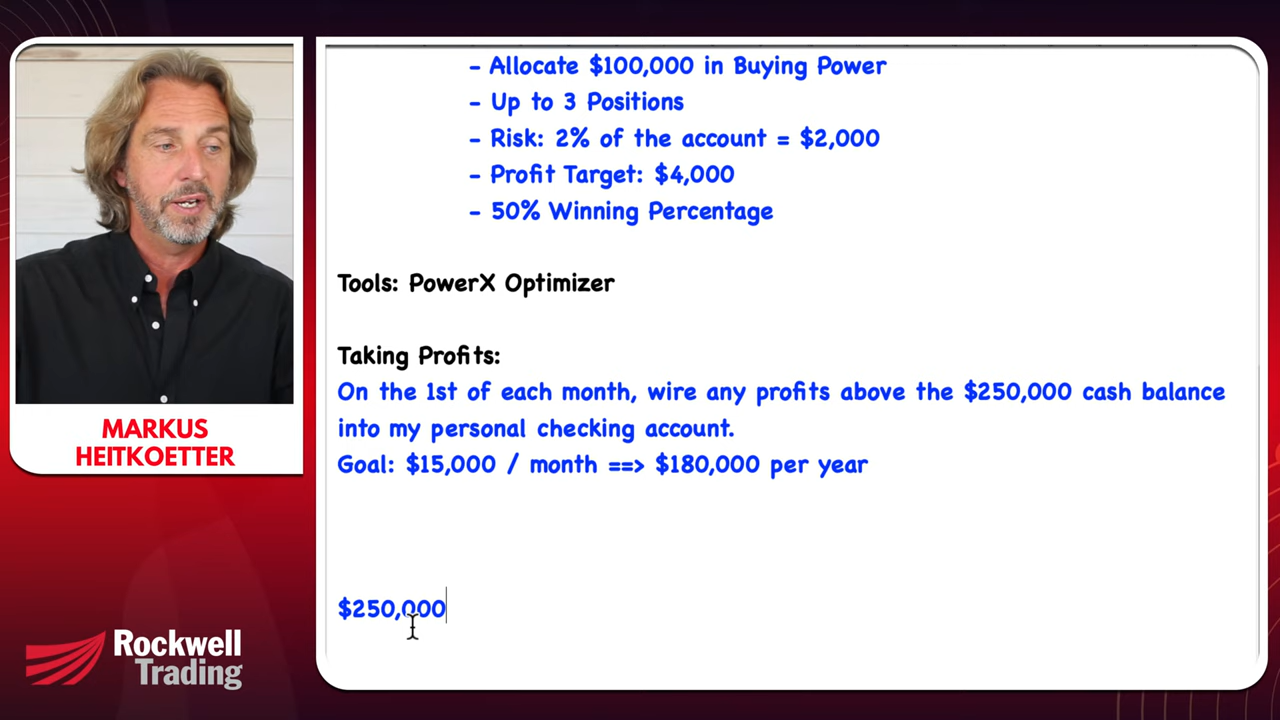 - Allocate $100,000 in Buying Power
- Up to 3 Positions
- Risk: 2% of the account = $2,000
- Profit Target: $4,000
- 50% Winning Percentage
Tools: PowerX Optimizer
Taking Profits:
On the 1st of each month, wire any profits above the $250,000 cash balance
into my personal checking account.
Goal: $15,000 / month ==> $180,000 per year
$250,000
MARKUS
HEITKOETTER
Rockwell
Trading